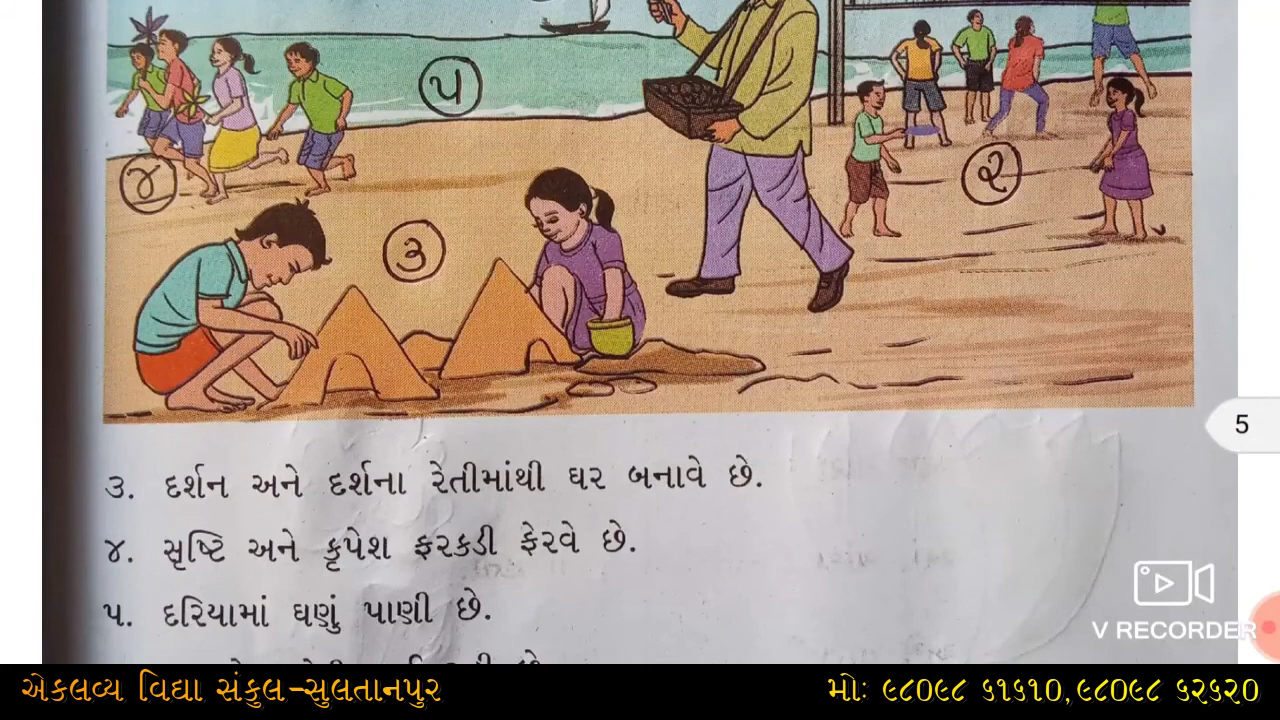 ૫
૪
૨
૩
5
૩. દર્શન અને દર્શના રેતીમાંથી ઘર બનાવે છે.
૪. સૃષ્ટિ અને કૃપેશ ફરકડી ફેરવે છે.
૫. દરિયામાં ઘણું પાણી છે.
V RECORDER
એકલવ્ય વિદ્યા સંકુલ-સુલતાનપુર
મોઃ ૯૮૦૯૮ ૬૧૬૧૦,૯૮૦૯૮ ૬૨૬૨૦